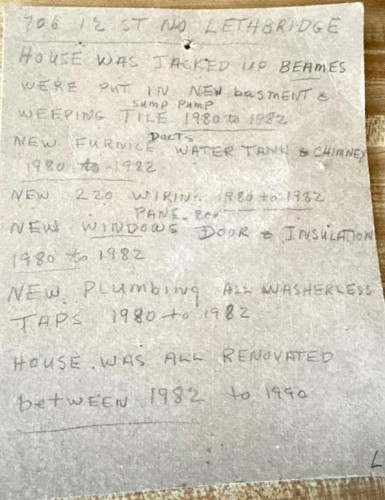 706 12 ST NO LETHBRIDGE
HOUSE WAS JACKED UP BEAMES
WERE PUT IN NEW basment &
sump pump
WEEPING TILE 1980 to 1982
Ducts
NEW FURNICE WATER TANK & CHIMNEY
1980 to 1982
NEW 220 WIRING 1980 to 1982
PANE BOX
NEW WINDOWS DOOR & INSULATION
1980 to 1982
NEW PLumbing ALL WASHERLESS
TAPS 1980 to 1982
HOUSE WAS ALL RENOVATED
betWEEN 1982 to 1990
L